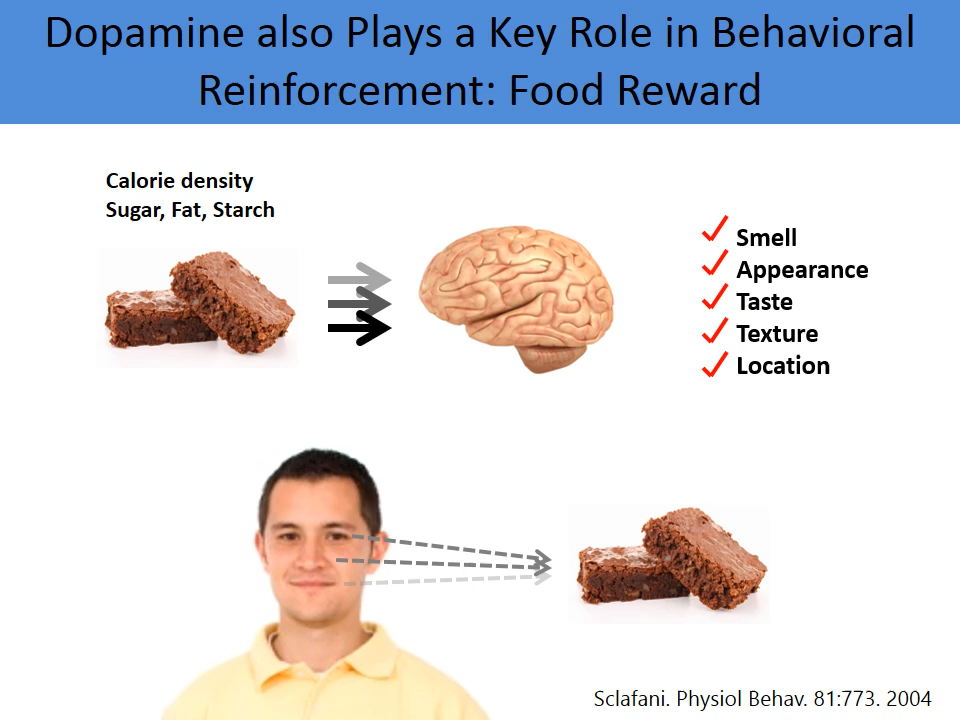 Dopamine also Plays a Key Role in Behavioral
Reinforcement: Food Reward
Calorie density
Sugar, Fat, Starch
Smell
Appearance
Taste
Texture
Location
Sclafani. Physiol Behav. 81:773. 2004